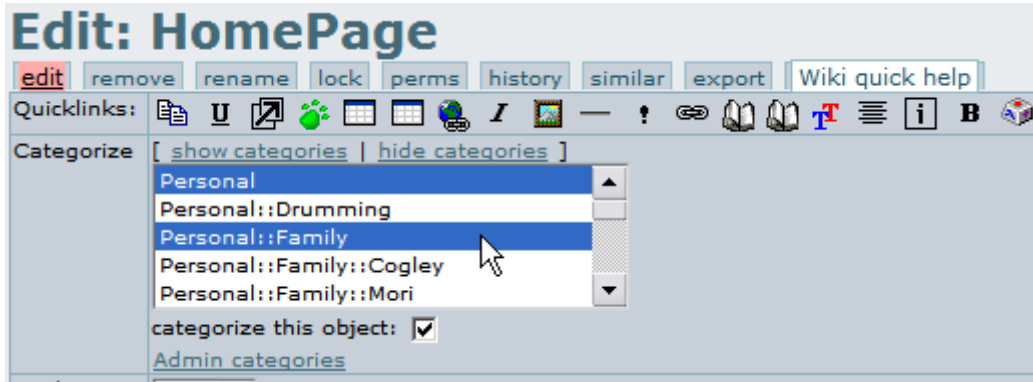 Edit: HomePage
edit remove rename lock perms history similar export Wiki quick help
Quicklinks: U I ! T T i B
Categorize [ show categories | hide categories ]
Personal
Personal::Drumming
Personal::Family
Personal::Family::Cogley
Personal::Family::Mori
categorize this object:
Admin categories